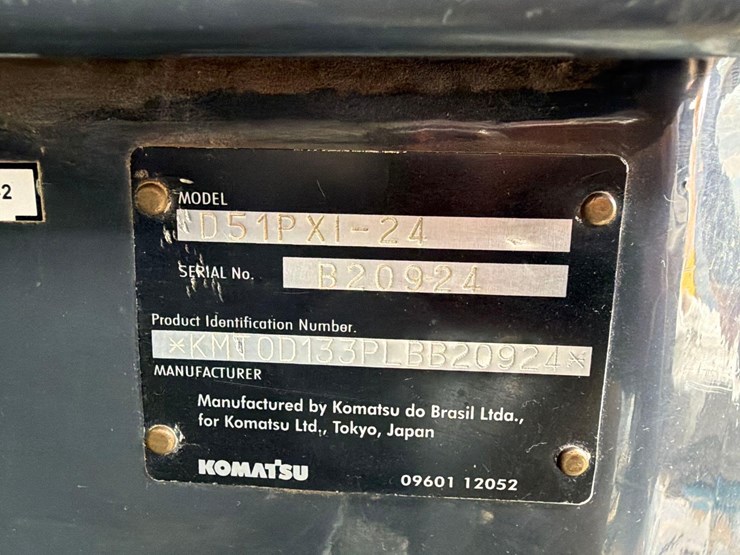 2
MODEL
D51PXI-24
SERIAL No.
B20924
Product Identification Number.
*KMT0D133PLBB20924*
MANUFACTURER
Manufactured by Komatsu do Brasil Ltda.,
for Komatsu Ltd., Tokyo, Japan
KOMATSU
09601 12052